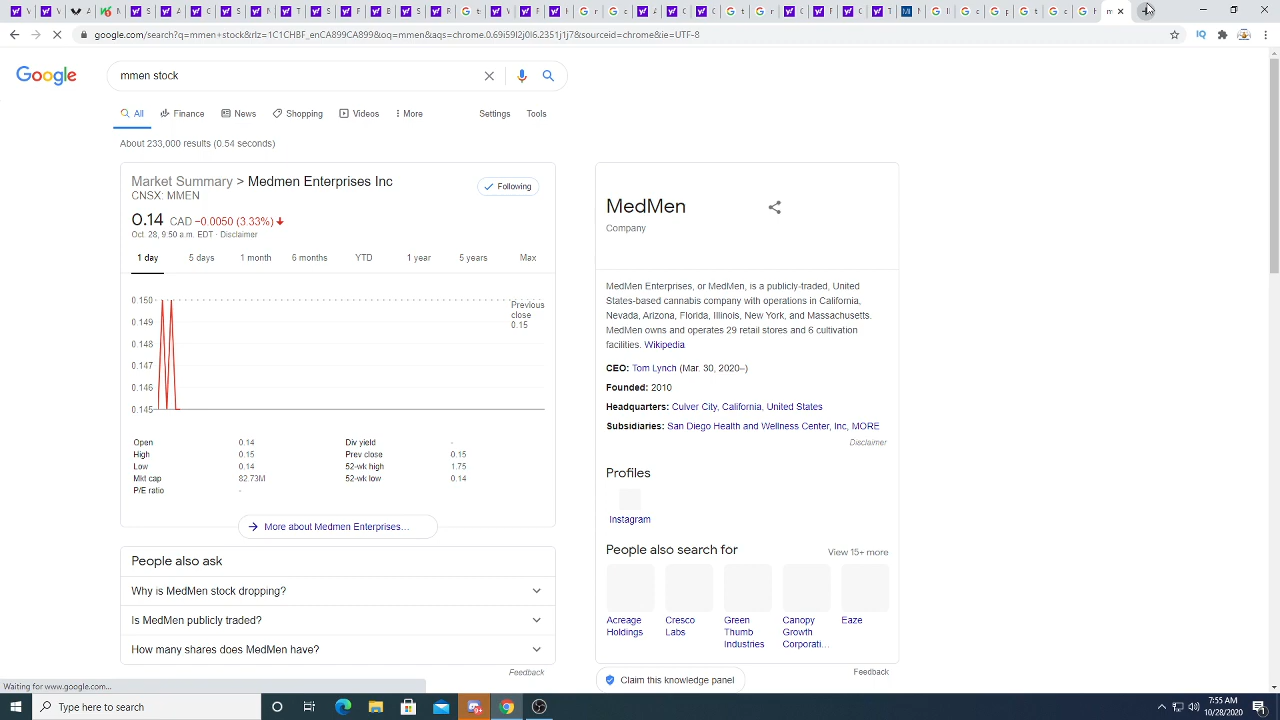 google.com/search?q=mmen+stock&rlz=1C1CHBF_enCA899CA899&oq=mmen&aqs=chrome.0.69i59l2j0l6.2351j1j7&sourceid=chrome&ie=UTF-8
Google
mmen stock
All
Finance
News
Shopping
Videos
More
Settings
Tools
About 233,000 results (0.54 seconds)
Market Summary > Medmen Enterprises Inc
CNSX: MMEN
Following
0.14 CAD −0.0050 (3.33%)
Oct. 28, 9:50 a.m. EDT · Disclaimer
1 day
5 days
1 month
6 months
YTD
1 year
5 years
Max
0.150
0.149
0.148
0.147
0.146
0.145
Previous
close
0.15
Open 0.14 Div yield -
High 0.15 Prev close 0.15
Low 0.14 52-wk high 1.75
Mkt cap 82.73M 52-wk low 0.14
P/E ratio -
More about Medmen Enterprises...
People also ask
Why is MedMen stock dropping?
Is MedMen publicly traded?
How many shares does MedMen have?
Feedback
MedMen
Company
MedMen Enterprises, or MedMen, is a publicly-traded, United
States-based cannabis company with operations in California,
Nevada, Arizona, Florida, Illinois, New York, and Massachusetts.
MedMen owns and operates 29 retail stores and 6 cultivation
facilities. Wikipedia
CEO: Tom Lynch (Mar. 30, 2020–)
Founded: 2010
Headquarters: Culver City, California, United States
Subsidiaries: San Diego Health and Wellness Center, Inc, MORE
Disclaimer
Profiles
Instagram
People also search for
View 15+ more
Acreage
Holdings
Cresco
Labs
Green
Thumb
Industries
Canopy
Growth
Corporati...
Eaze
Claim this knowledge panel
Feedback
Waiting for www.google.com...
Type here to search
7:55 AM
10/28/2020